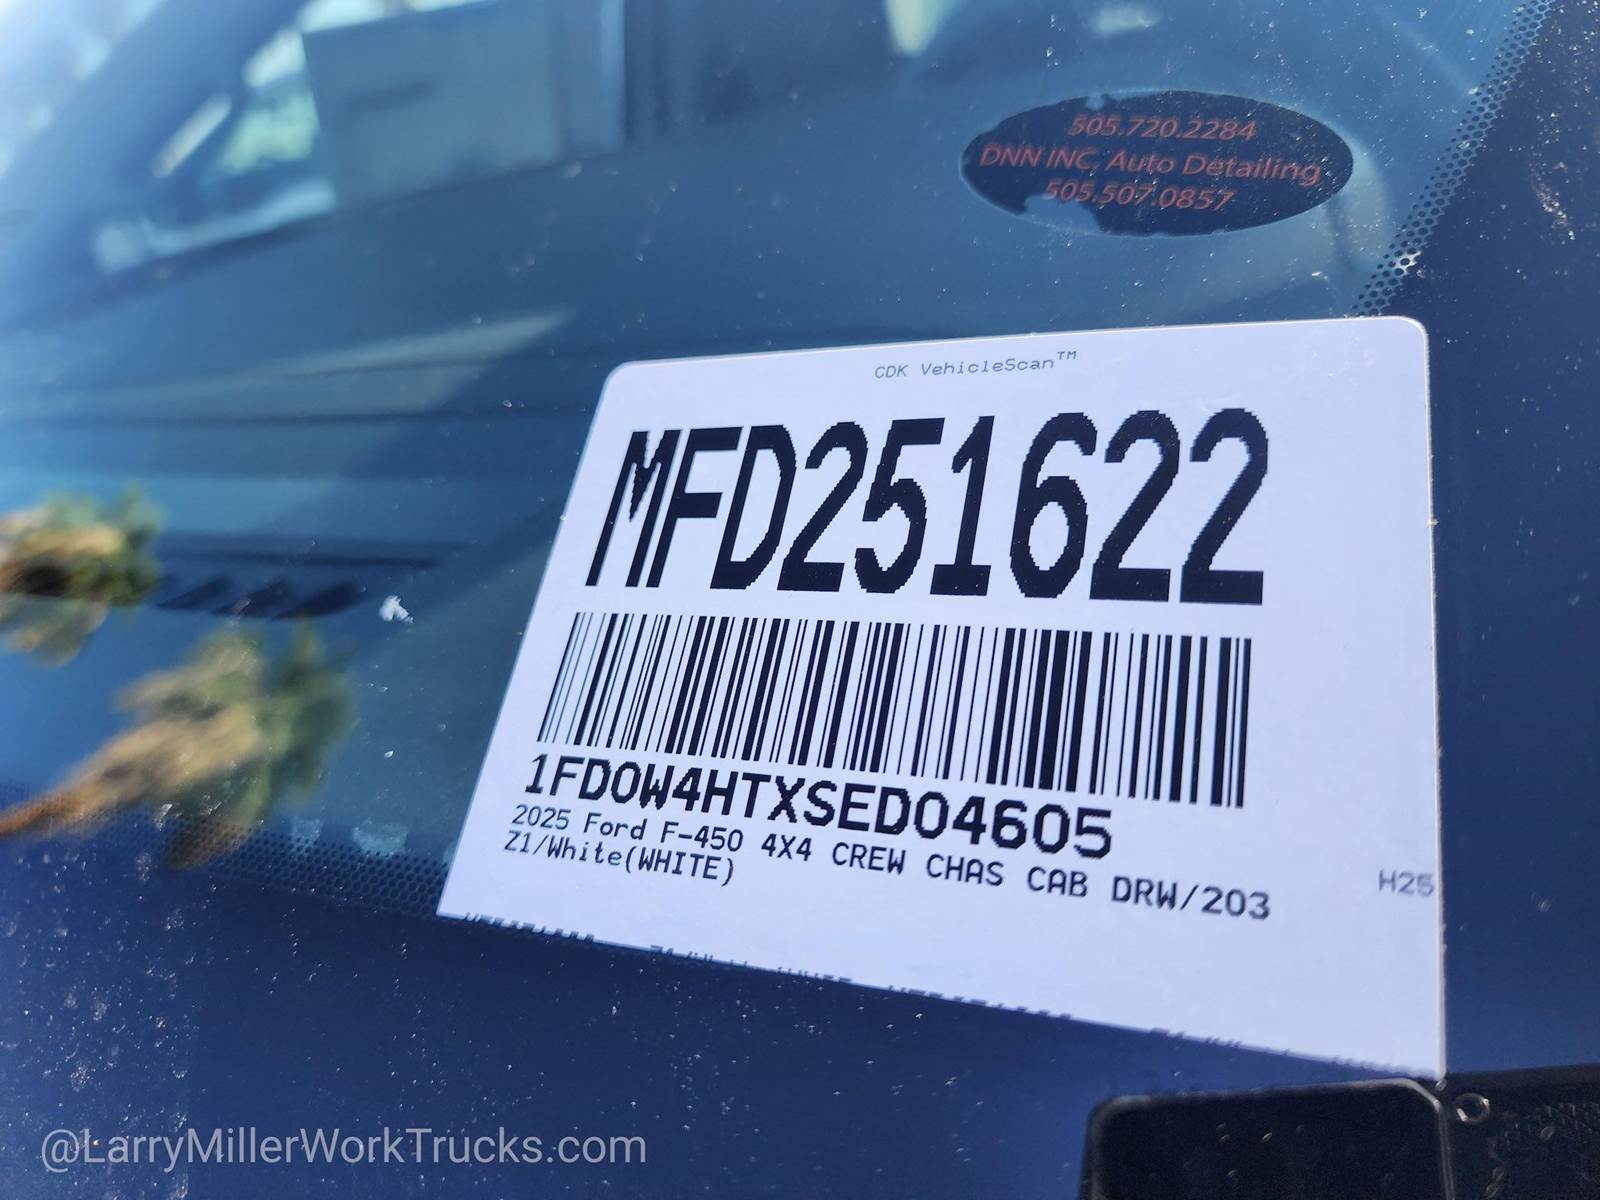 505.720.2284
DNN INC, Auto Detailing
505.507.0857
CDK VehicleScan™
MFD251622
1FD0W4HTXSED04605
2025 Ford F-450 4X4 CREW CHAS CAB DRW/203
Z1/White(WHITE)
H25
@LarryMillerWorkTrucks.com